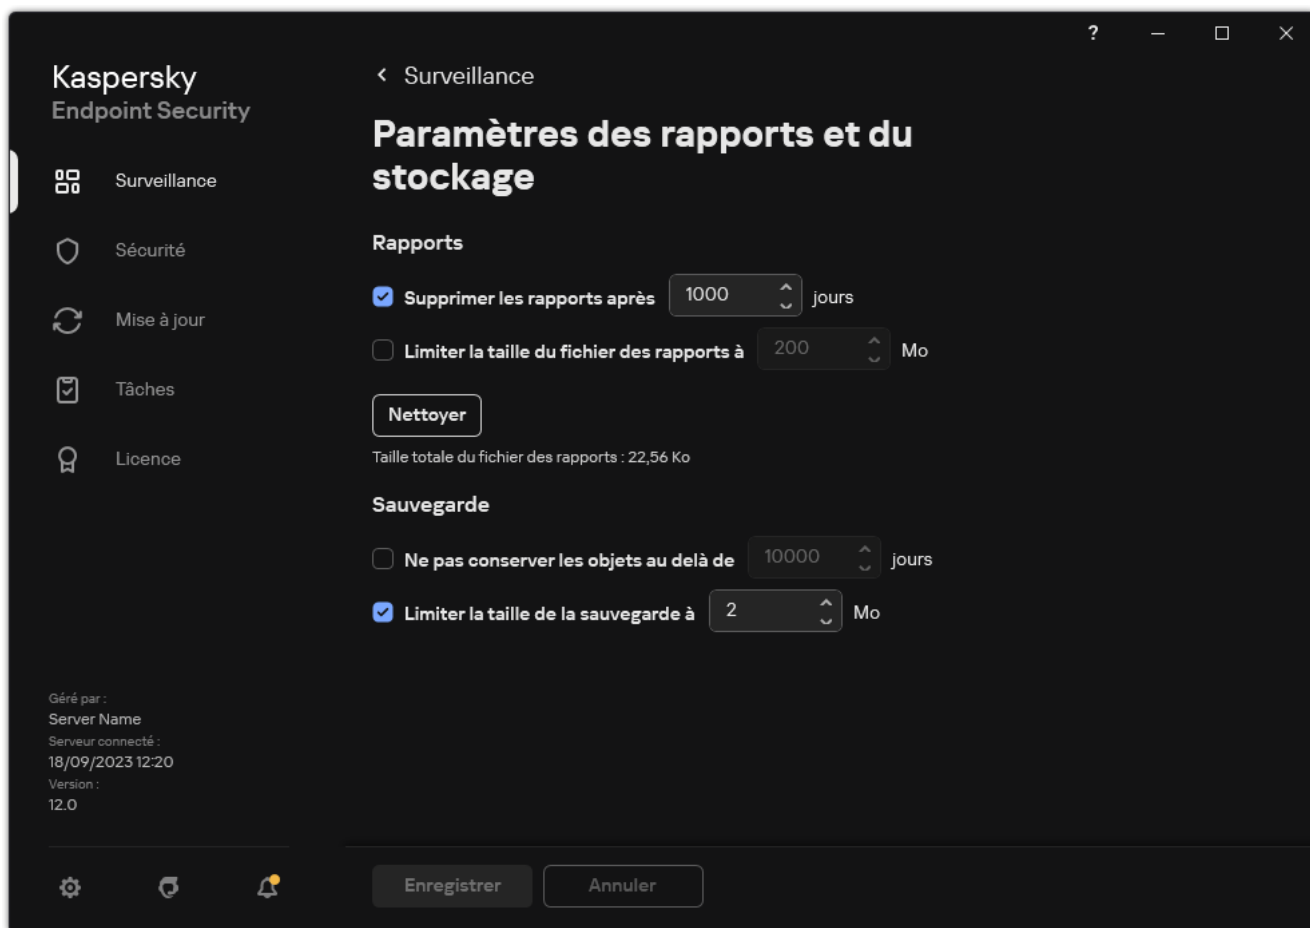 ?
Kaspersky
Endpoint Security
Surveillance
Sécurité
Mise à jour
Tâches
Licence
Géré par :
Server Name
Serveur connecté :
18/09/2023 12:20
Version :
12.0
Surveillance
Paramètres des rapports et du
stockage
Rapports
Supprimer les rapports après 1000 jours
Limiter la taille du fichier des rapports à 200 Mo
Nettoyer
Taille totale du fichier des rapports : 22,56 Ko
Sauvegarde
Ne pas conserver les objets au delà de 10000 jours
Limiter la taille de la sauvegarde à 2 Mo
Enregistrer Annuler